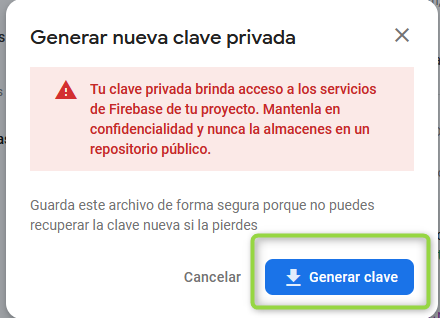 Generar nueva clave privada
Tu clave privada brinda acceso a los servicios
de Firebase de tu proyecto. Mantenla en
confidencialidad y nunca la almacenes en un
repositorio público.
Guarda este archivo de forma segura porque no puedes
recuperar la clave nueva si la pierdes
Cancelar
Generar clave